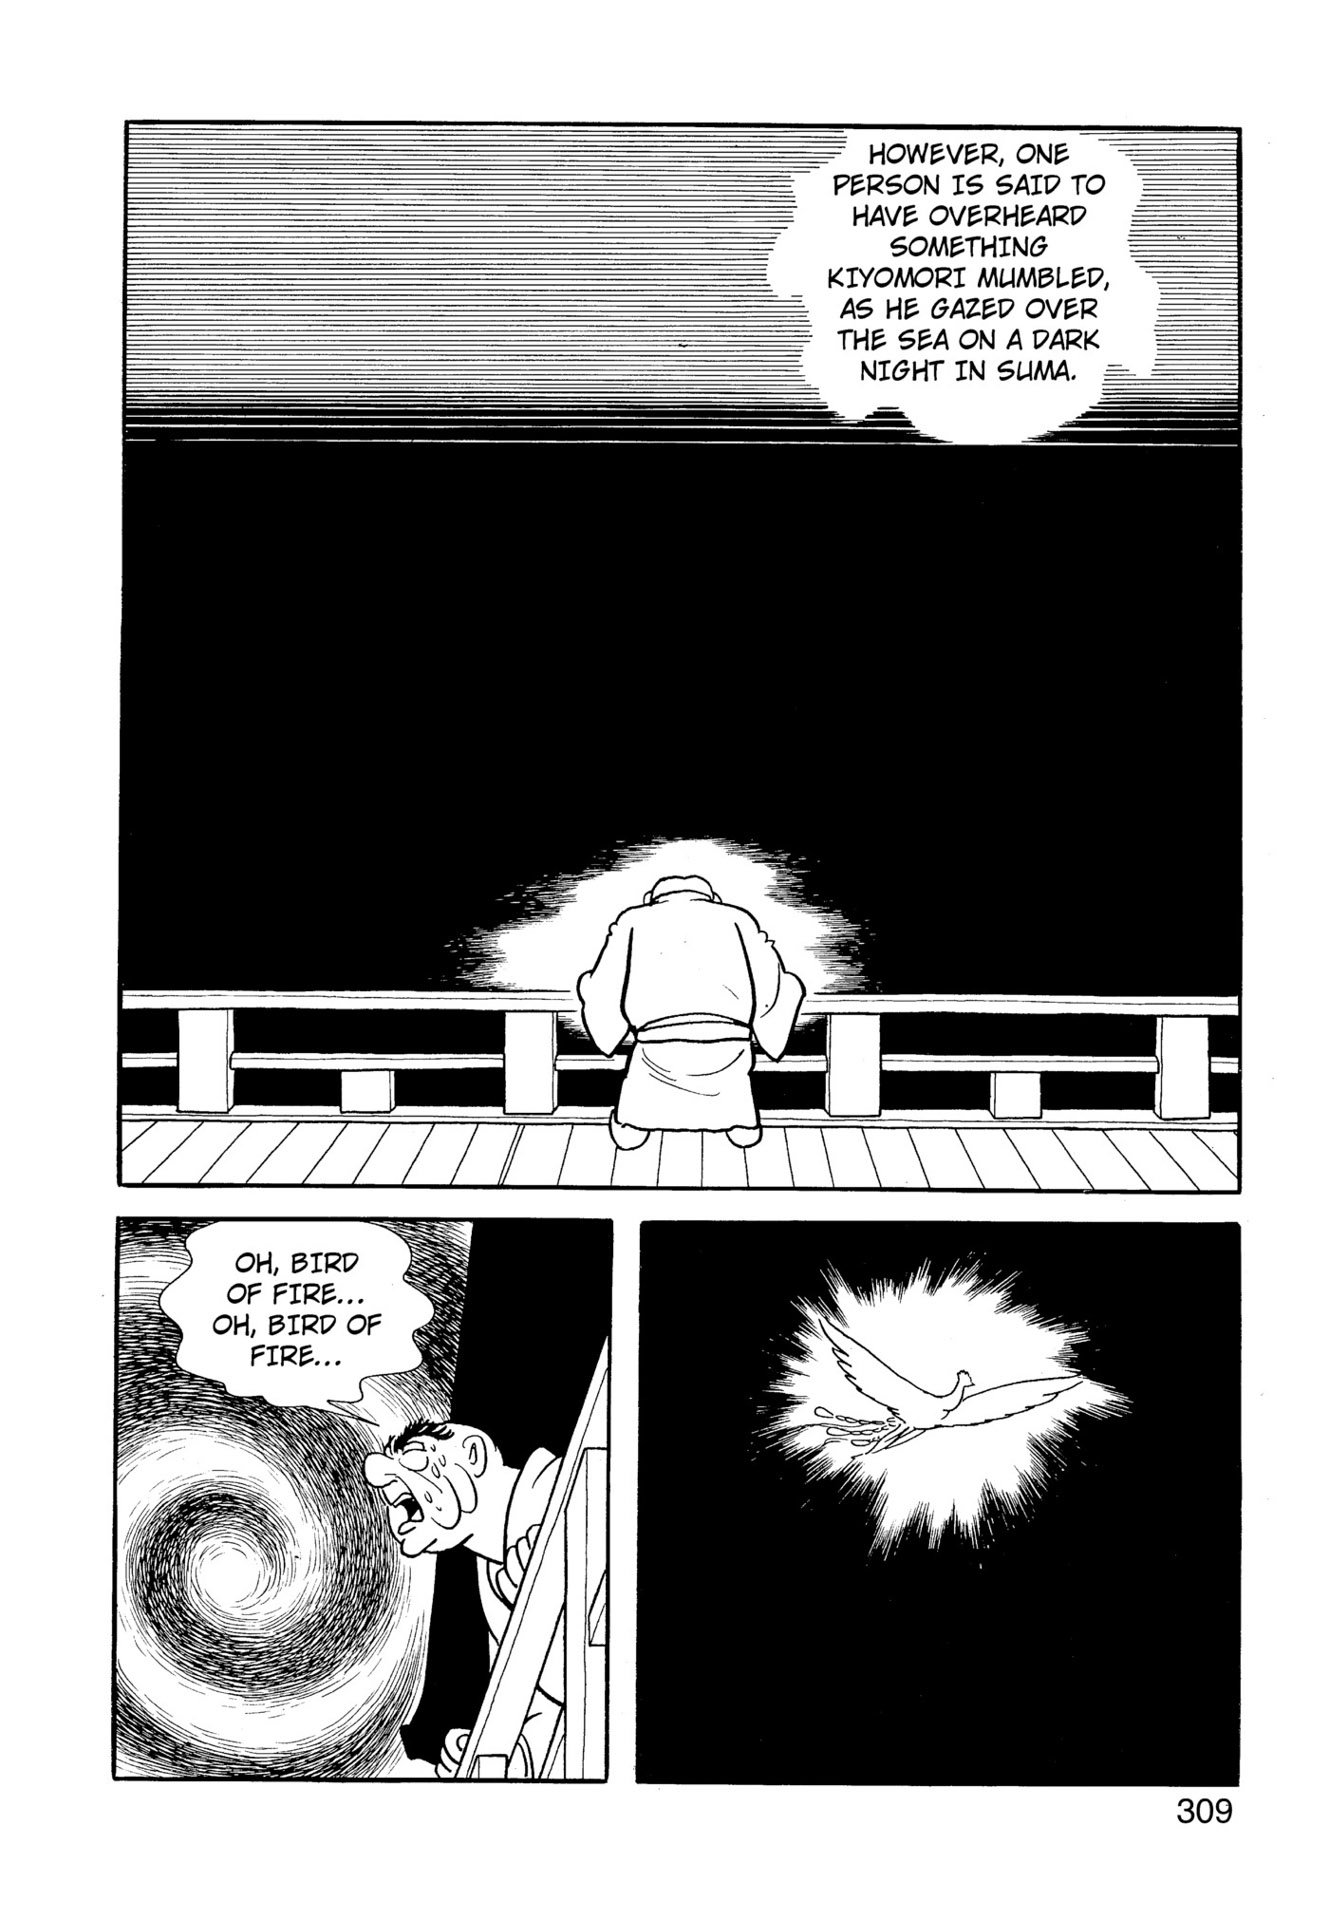 HOWEVER, ONE
PERSON IS SAID TO
HAVE OVERHEARD
SOMETHING
KIYOMORI MUMBLED,
AS HE GAZED OVER
THE SEA ON A DARK
NIGHT IN SUMA.
OH, BIRD
OF FIRE...
OH, BIRD OF
FIRE...
309